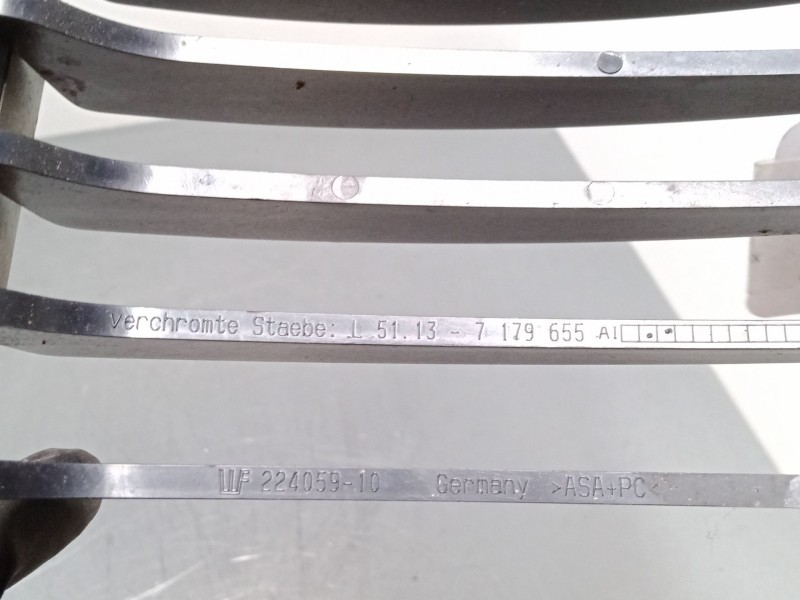 verchromte Staebe: L 51.13 - 7 179 655 AI
WF 224059-10 Germany >ASA+PC<